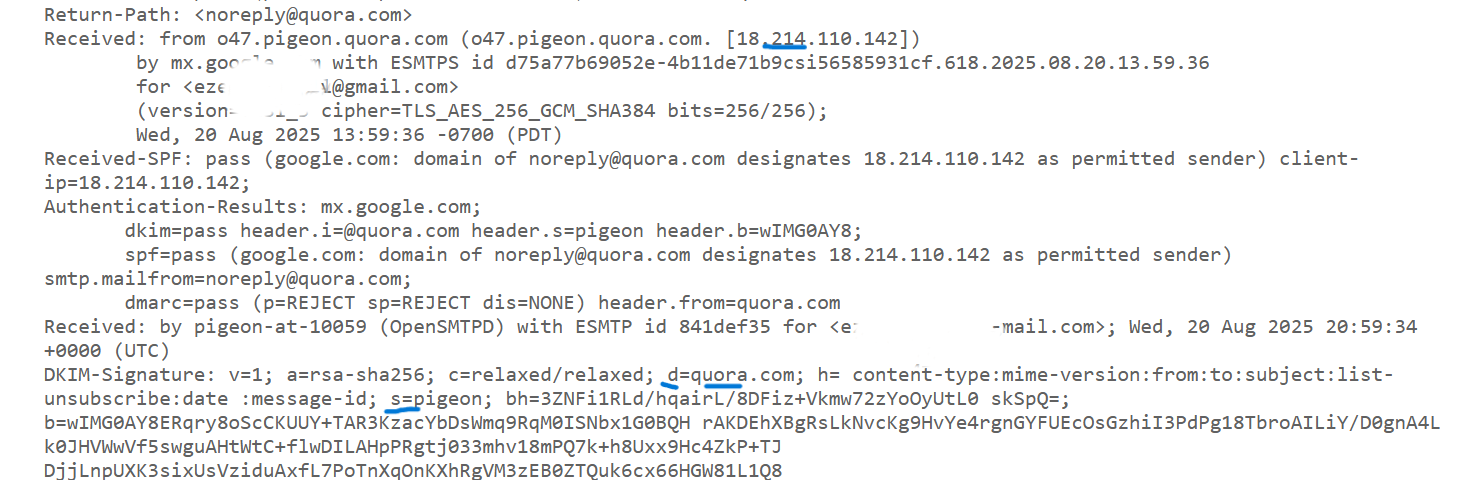 Return-Path: <noreply@quora.com>
Received: from o47.pigeon.quora.com (o47.pigeon.quora.com. [18.214.110.142])
by mx.goo m with ESMTPS id d75a77b69052e-4b11de71b9csi56585931cf.618.2025.08.20.13.59.36
for <eze l@gmail.com>
(version= cipher=TLS_AES_256_GCM_SHA384 bits=256/256);
Wed, 20 Aug 2025 13:59:36 -0700 (PDT)
Received-SPF: pass (google.com: domain of noreply@quora.com designates 18.214.110.142 as permitted sender) client-
ip=18.214.110.142;
Authentication-Results: mx.google.com;
dkim=pass header.i=@quora.com header.s=pigeon header.b=wIMG0AY8;
spf=pass (google.com: domain of noreply@quora.com designates 18.214.110.142 as permitted sender)
smtp.mailfrom=noreply@quora.com;
dmarc=pass (p=REJECT sp=REJECT dis=NONE) header.from=quora.com
Received: by pigeon-at-10059 (OpenSMTPD) with ESMTP id 841def35 for <e -mail.com>; Wed, 20 Aug 2025 20:59:34
+0000 (UTC)
DKIM-Signature: v=1; a=rsa-sha256; c=relaxed/relaxed; d=quora.com; h= content-type:mime-version:from:to:subject:list-
unsubscribe:date :message-id; s=pigeon; bh=3ZNFi1RLd/hqairL/8DFiz+Vkmw72zYoOyUtL0 skSpQ=;
b=wIMG0AY8ERqry8oScCKUUY+TAR3KzacYbDsWmq9RqM0ISNbx1G0BQH rAKDEhXBgRsLkNvcKg9HvYe4rgnGYFUEcOsGzhiI3PdPg18TbroAILiY/D0gnA4L
k0JHVWwVf5swguAHtWtC+flwDILAHpPRgtj033mhv18mPQ7k+h8Uxx9Hc4ZkP+TJ
DjjLnpUXK3sixUsVziduAxfL7PoTnXqOnKXhRgVM3zEB0ZTQuk6cx66HGW81L1Q8